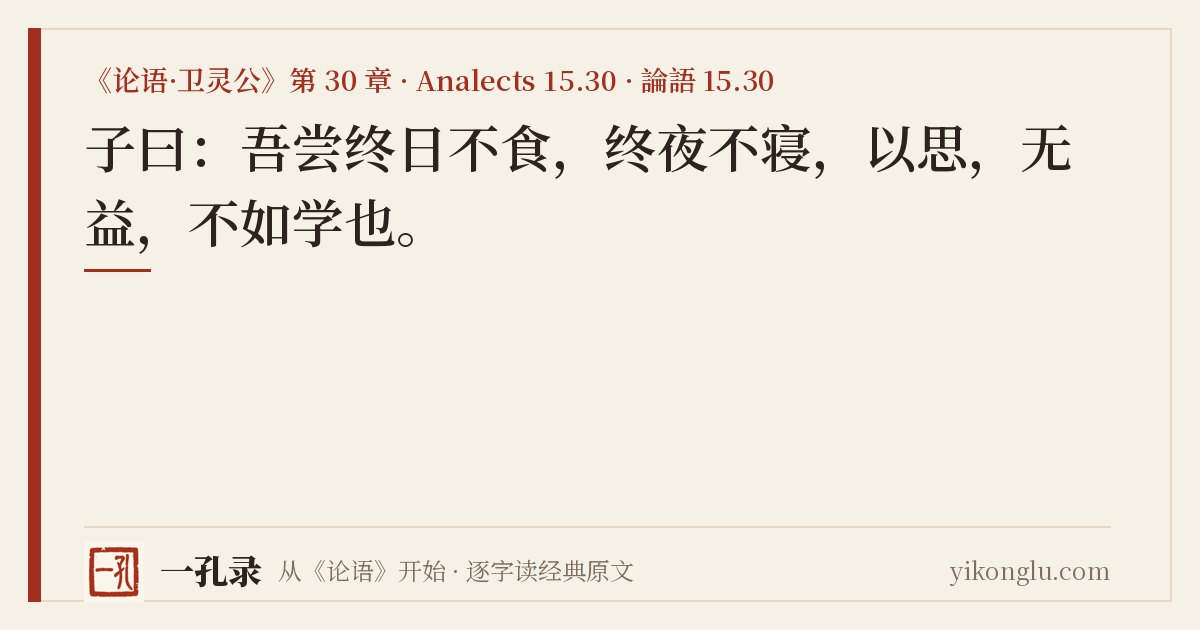 《论语·卫灵公》第 30 章 · Analects 15.30 · 論語 15.30
子曰：吾尝终日不食，终夜不寝，以思，无
益，不如学也。
一孔
一孔录 从《论语》开始 · 逐字读经典原文 yikonglu.com